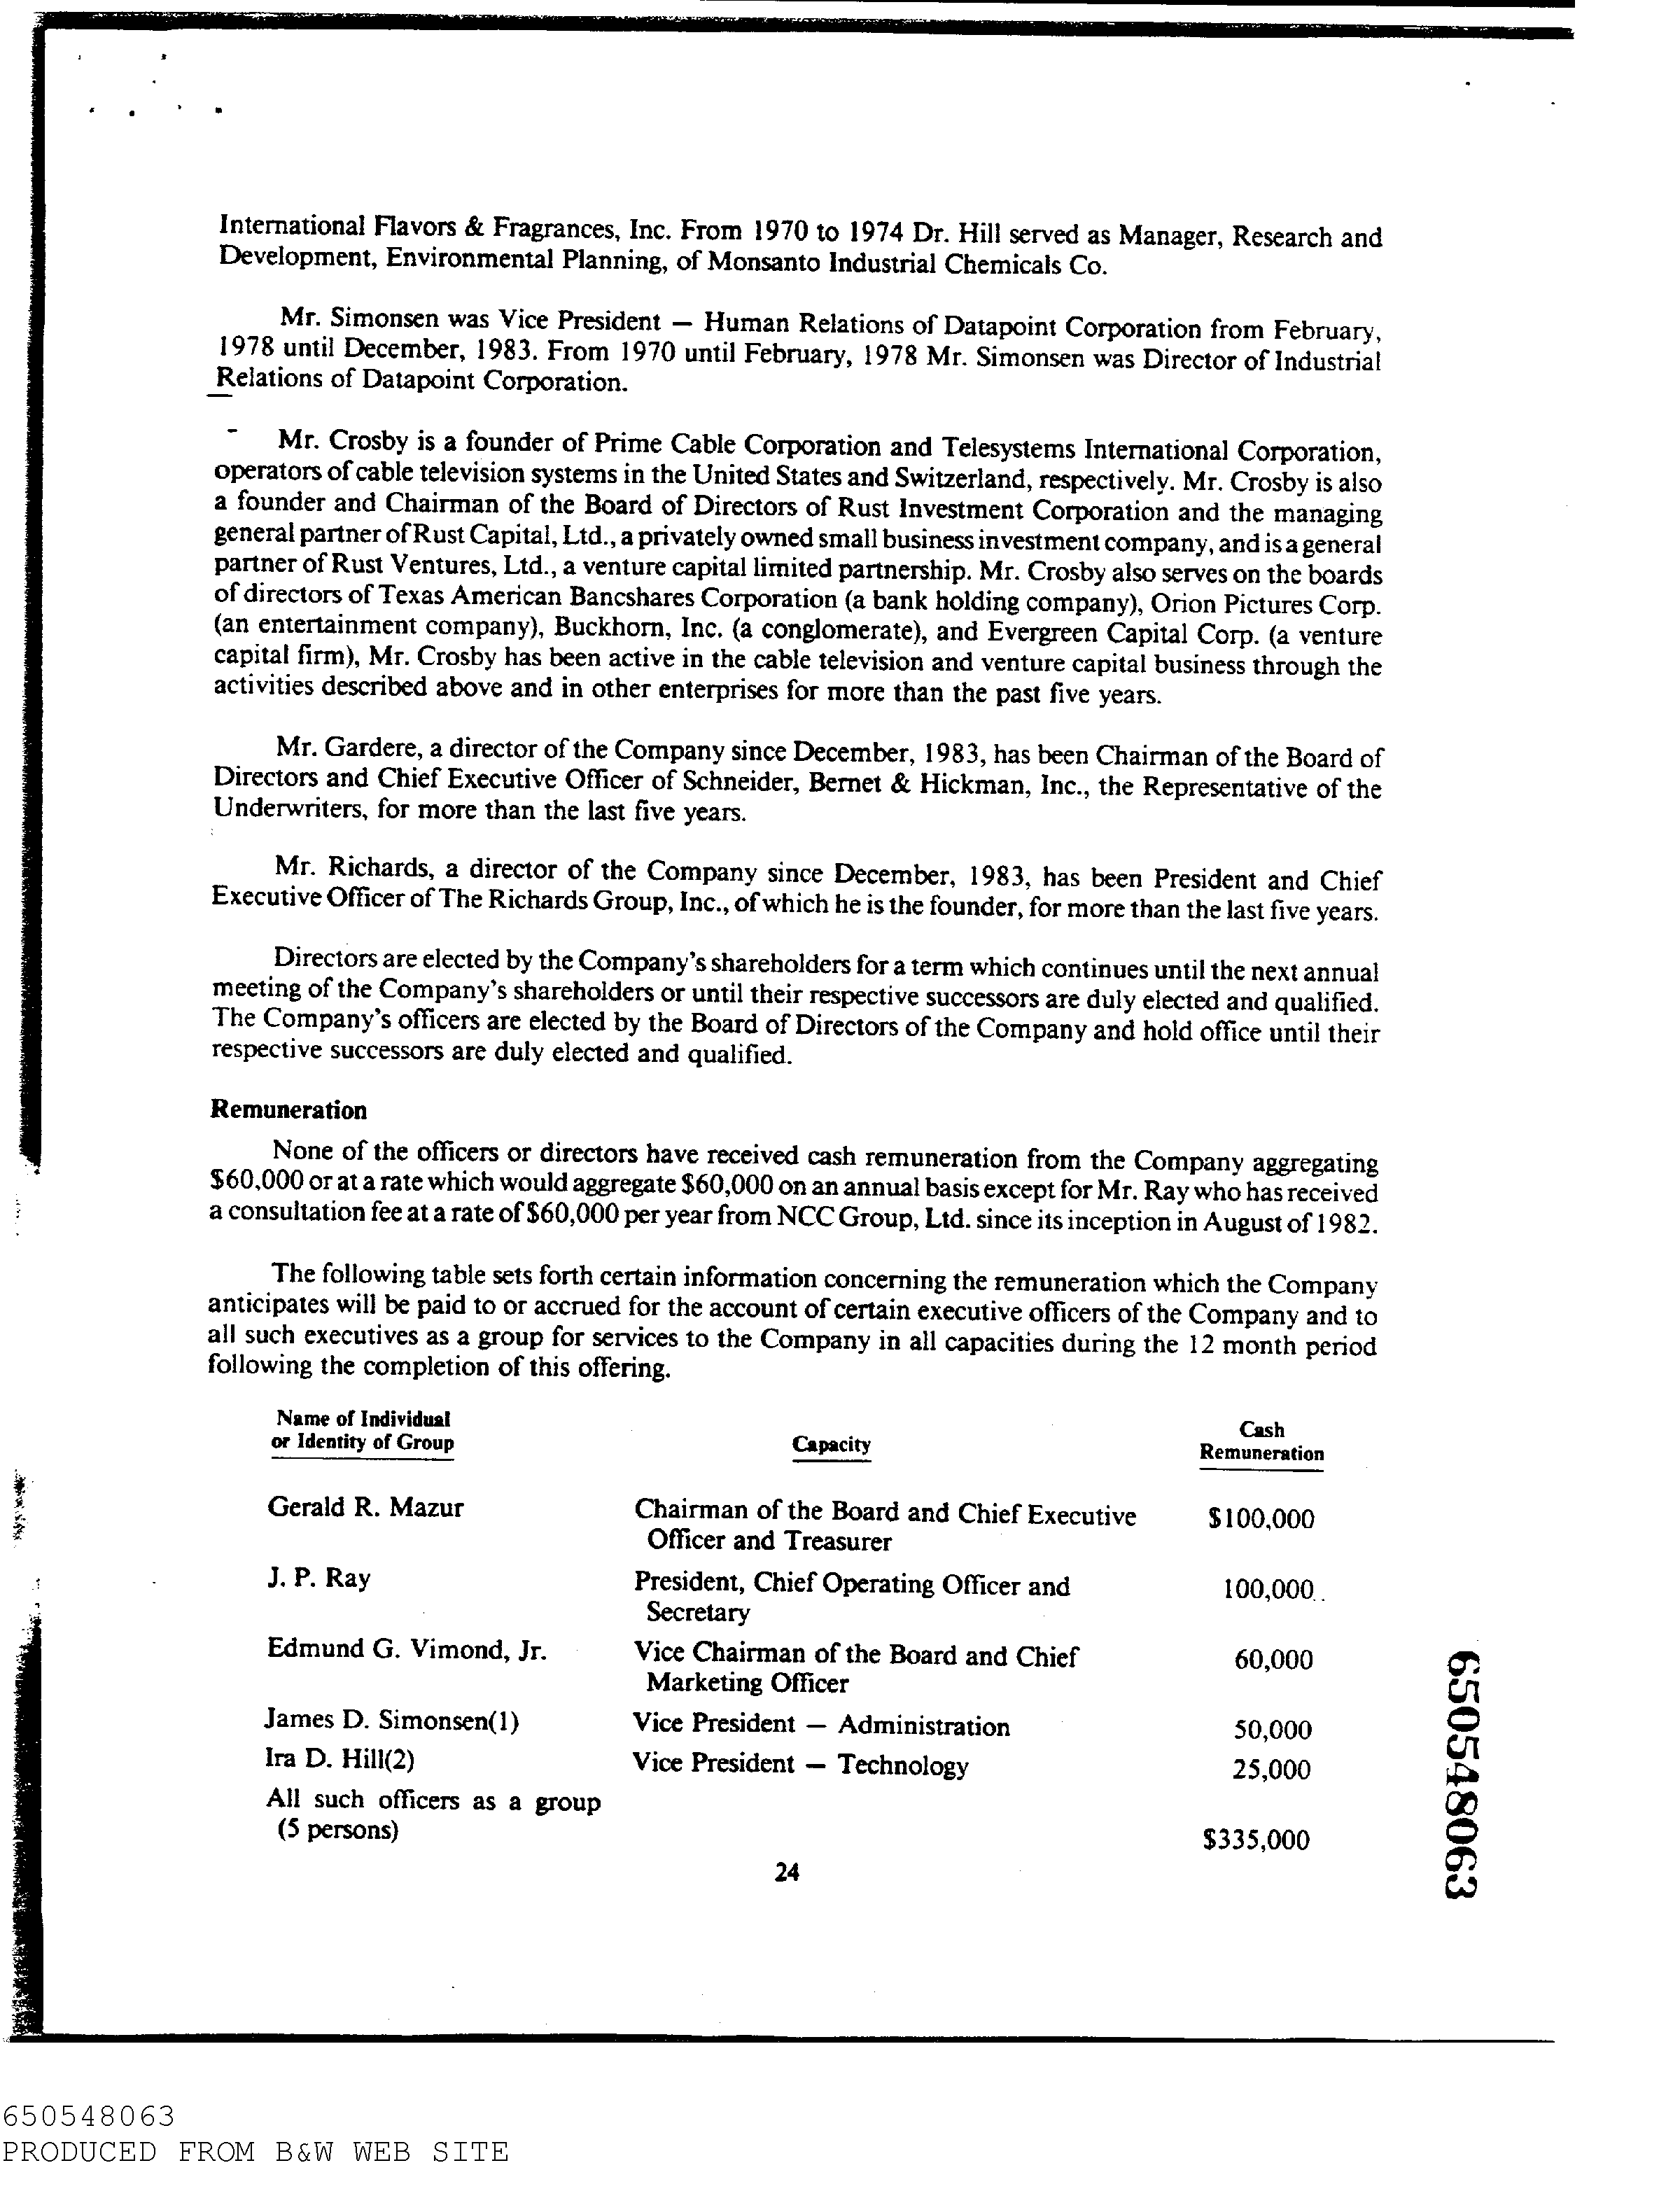 International Flavors & Fragrances, Inc. From 1970 to 1974 Dr. Hill served as Manager, Research and
Development, Environmental Planning, of Monsanto Industrial Chemicals Co.
Mr. Simonsen was Vice President — Human Relations of Datapoint Corporation from February,
1978 until December, 1983. From 1970 until February, 1978 Mr. Simonsen was Director of Industrial
Relations of Datapoint Corporation.
Mr. Crosby is a founder of Prime Cable Corporation and Telesystems International Corporation,
operators of cable television systems in the United States and Switzerland, respectively. Mr. Crosby is also
a founder and Chairman of the Board of Directors of Rust Investment Corporation and the managing
general partner of Rust Capital, Ltd., a privately owned small business investment company, and is a general
partner of Rust Ventures, Ltd., a venture capital limited partnership. Mr. Crosby also serves on the boards
of directors of Texas American Bancshares Corporation (a bank holding company), Orion Pictures Corp.
(an entertainment company), Buckhorn, Inc. (a conglomerate), and Evergreen Capital Corp. (a venture
capital firm), Mr. Crosby has been active in the cable television and venture capital business through the
activities described above and in other enterprises for more than the past five years.
Mr. Gardere, a director of the Company since December, 1983, has been Chairman of the Board of
Directors and Chief Executive Officer of Schneider, Bernet & Hickman, Inc., the Representative of the
Underwriters, for more than the last five years.
Mr. Richards, a director of the Company since December, 1983, has been President and Chief
Executive Officer of The Richards Group, Inc., of which he is the founder, for more than the last five years.
Directors are elected by the Company's shareholders for a term which continues until the next annual
meeting of the Company's shareholders or until their respective successors are duly elected and qualified.
The Company's officers are elected by the Board of Directors of the Company and hold office until their
respective successors are duly elected and qualified.
Remuneration
None of the officers or directors have received cash remuneration from the Company aggregating
$60,000 or at a rate which would aggregate $60,000 on an annual basis except for Mr. Ray who has received
a consultation fee at a rate of $60,000 per year from NCC Group, Ltd. since its inception in August of 1982.
The following table sets forth certain information concerning the remuneration which the Company
anticipates will be paid to or accrued for the account of certain executive officers of the Company and to
all such executives as a group for services to the Company in all capacities during the 12 month period
following the completion of this offering.
Name of Individual
or Identity of Group Capacity Cash
Remuneration
Gerald R. Mazur Chairman of the Board and Chief Executive $100,000
Officer and Treasurer
J. P. Ray President, Chief Operating Officer and 100,000
Secretary
Edmund G. Vimond, Jr. Vice Chairman of the Board and Chief 60,000
Marketing Officer
James D. Simonsen(1) Vice President — Administration 50,000
Ira D. Hill(2) Vice President — Technology 25,000
All such officers as a group
(5 persons) $335,000
24
650548063
650548063
PRODUCED FROM B&W WEB SITE